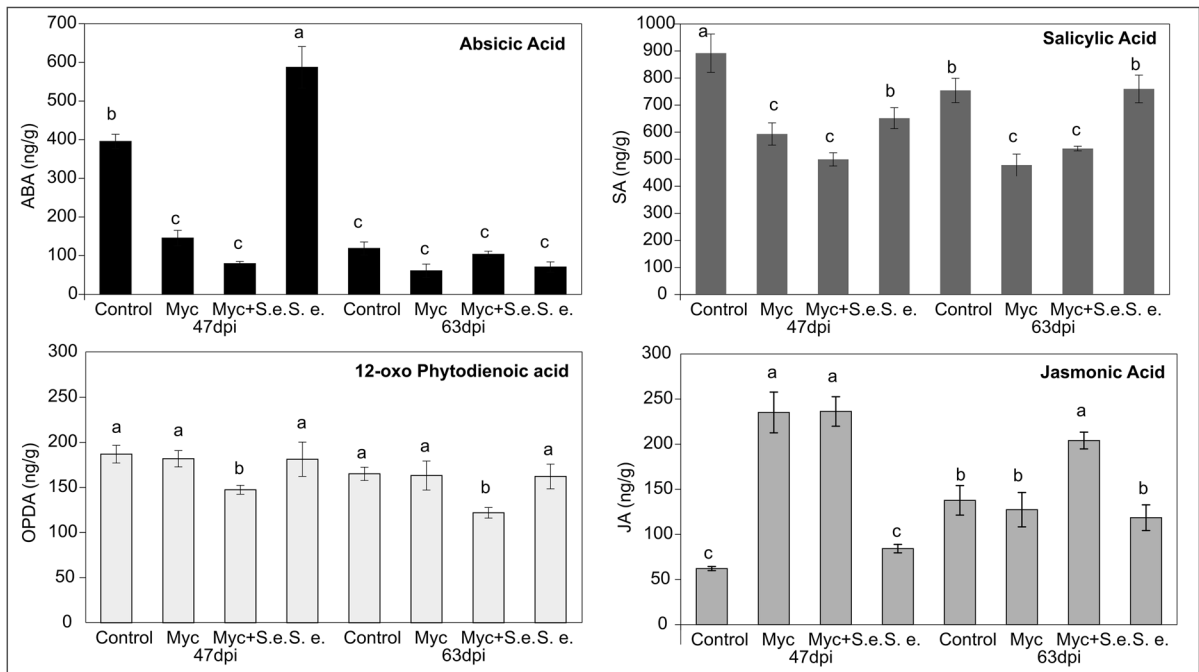 Absicic Acid
ABA (ng/g)
700
600
500
400
300
200
100
0
b
c
c
a
c
c
c
c
Control Myc Myc+S.e. S. e. Control Myc Myc+S.e. S. e.
47dpi 63dpi
Salicylic Acid
SA (ng/g)
1000
900
800
700
600
500
400
300
200
100
0
a
c
c
b
b
c
c
b
Control Myc Myc+S.e. S. e. Control Myc Myc+S.e. S. e.
47dpi 63dpi
12-oxo Phytodienoic acid
OPDA (ng/g)
300
250
200
150
100
50
0
a
a
b
a
a
a
b
a
Control Myc Myc+S.e. S. e. Control Myc Myc+S.e. S. e.
47dpi 63dpi
Jasmonic Acid
JA (ng/g)
300
250
200
150
100
50
0
c
a
a
c
b
b
a
b
Control Myc Myc+S.e. S. e. Control Myc Myc+S.e. S. e.
47dpi 63dpi